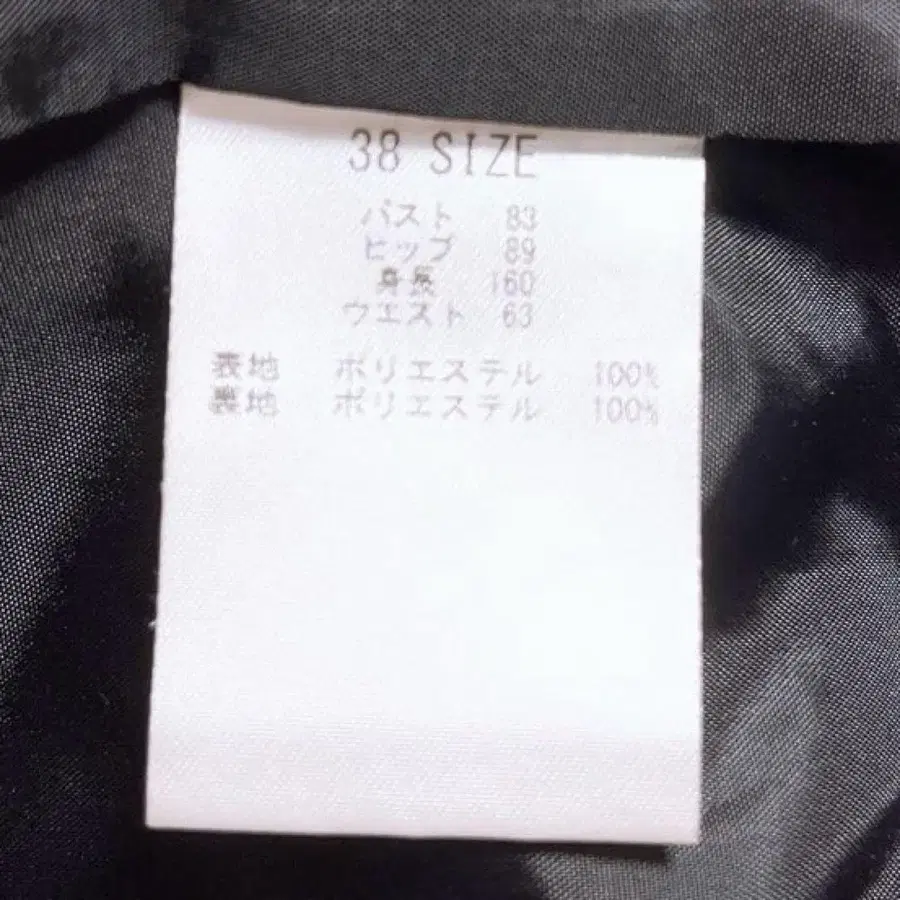 38 SIZE
バスト 83
ヒップ 89
身長 160
ウエスト 63
表地 ポリエステル 100%
裏地 ポリエステル 100%